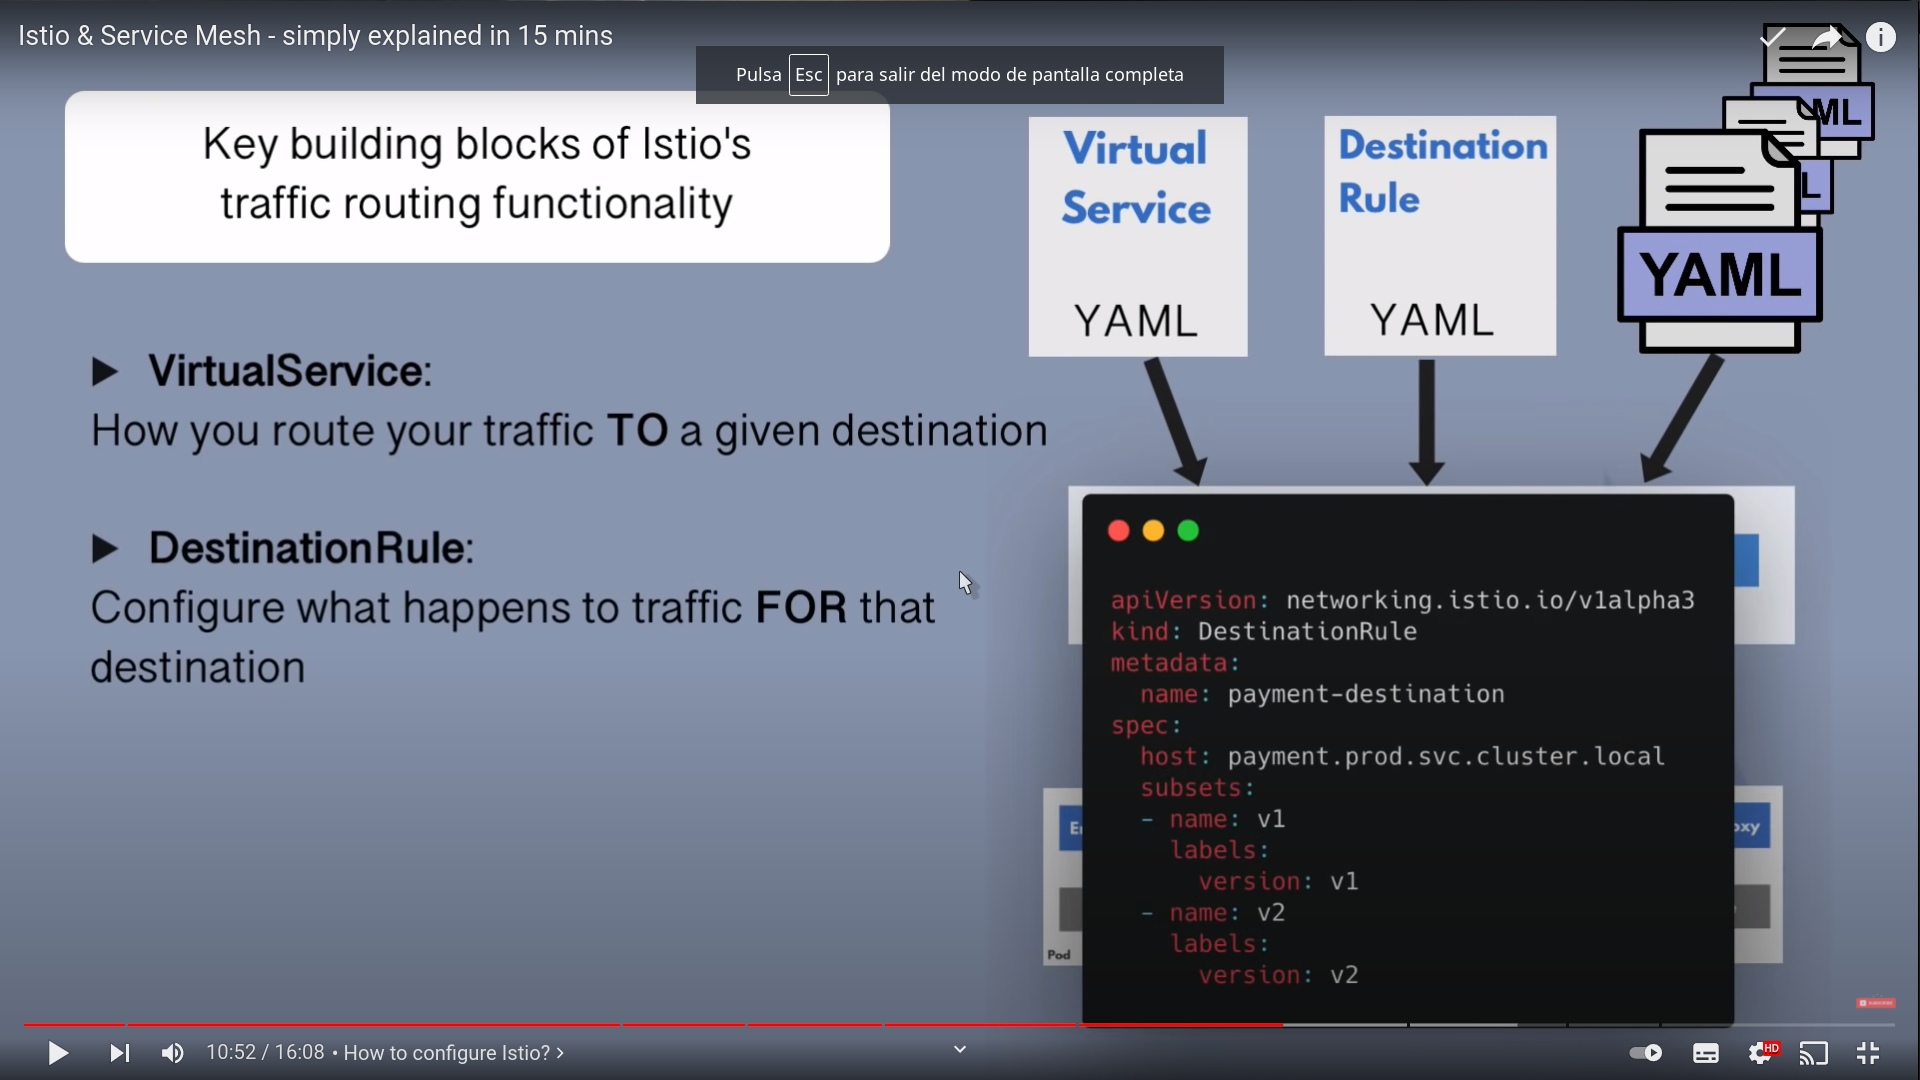 Istio & Service Mesh - simply explained in 15 mins
Pulsa Esc para salir del modo de pantalla completa
Key building blocks of Istio's
traffic routing functionality
Virtual
Service
YAML
Destination
Rule
YAML
ML
L
YAML
VirtualService:
How you route your traffic TO a given destination
DestinationRule:
Configure what happens to traffic FOR that
destination
apiVersion: networking.istio.io/v1alpha3
kind: DestinationRule
metadata:
name: payment-destination
spec:
host: payment.prod.svc.cluster.local
subsets:
- name: v1
labels:
version: v1
- name: v2
labels:
version: v2
Pod
10:52 / 16:08 • How to configure Istio? >
HD